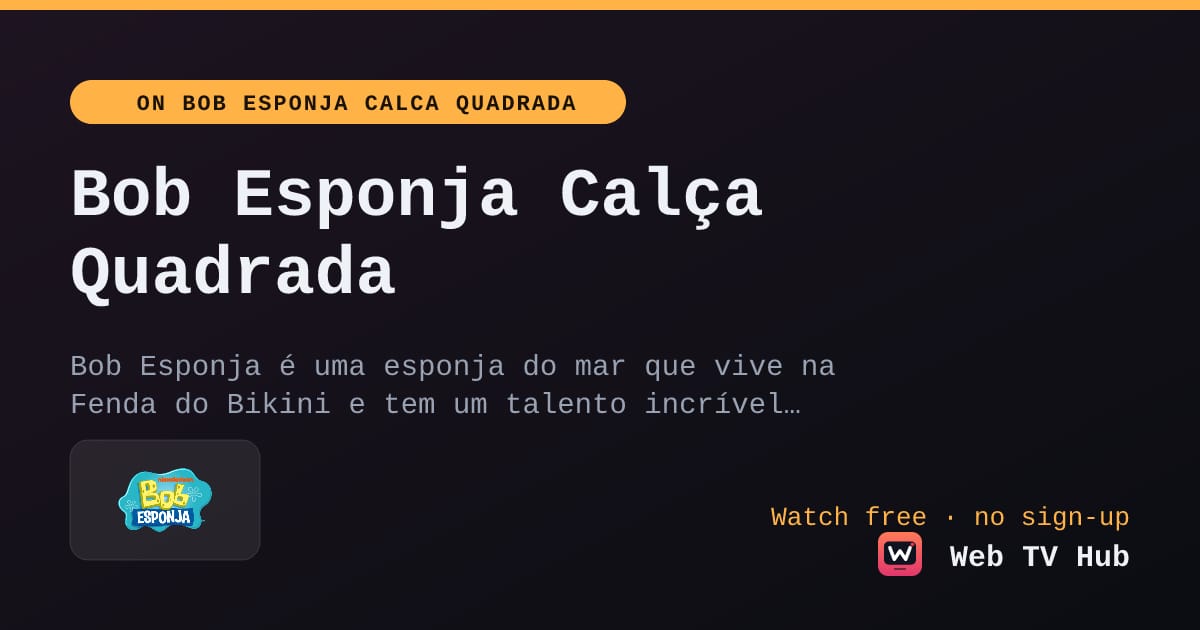 ON BOB ESPONJA CALCA QUADRADA
Bob Esponja Calça
Quadrada
Bob Esponja é uma esponja do mar que vive na
Fenda do Bikini e tem um talento incrível…
nickelodeon
Bob
ESPONJA
Watch free · no sign-up
W
Web TV Hub